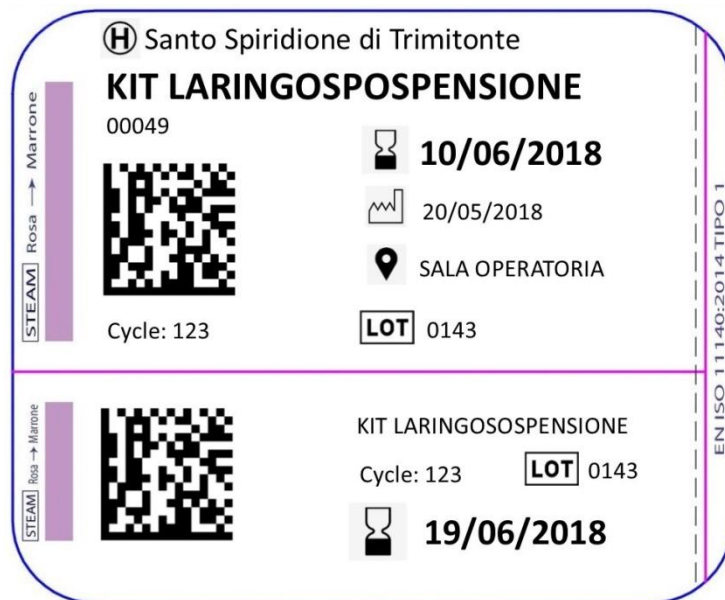 H Santo Spiridione di Trimitonte
KIT LARINGOSPOSPENSIONE
00049
10/06/2018
20/05/2018
SALA OPERATORIA
Cycle: 123
LOT 0143
STEAM Rosa → Marrone
KIT LARINGOSOSPENSIONE
Cycle: 123
LOT 0143
19/06/2018
STEAM Rosa → Marrone
EN ISO 11140:2014 TIPO 1